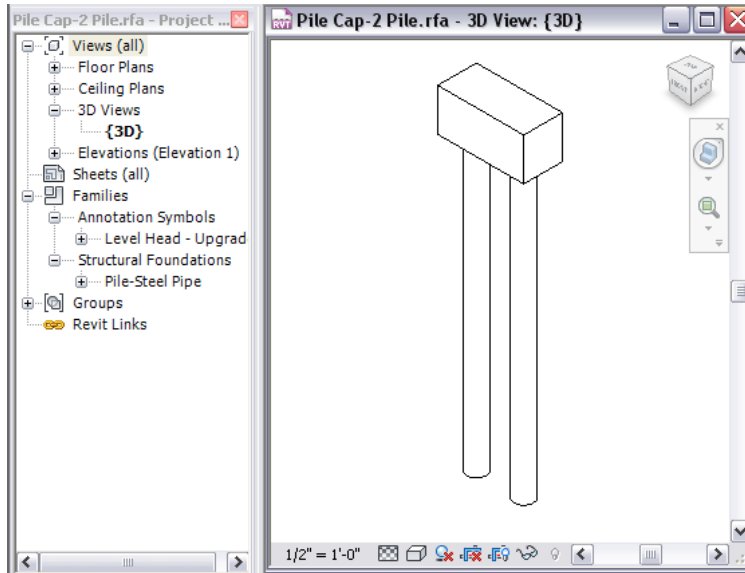 Pile Cap-2 Pile.rfa - Project ...
Views (all)
Floor Plans
Ceiling Plans
3D Views
{3D}
Elevations (Elevation 1)
Sheets (all)
Families
Annotation Symbols
Level Head - Upgrad
Structural Foundations
Pile-Steel Pipe
Groups
Revit Links
RVT
Pile Cap-2 Pile.rfa - 3D View: {3D}
1/2" = 1'-0"